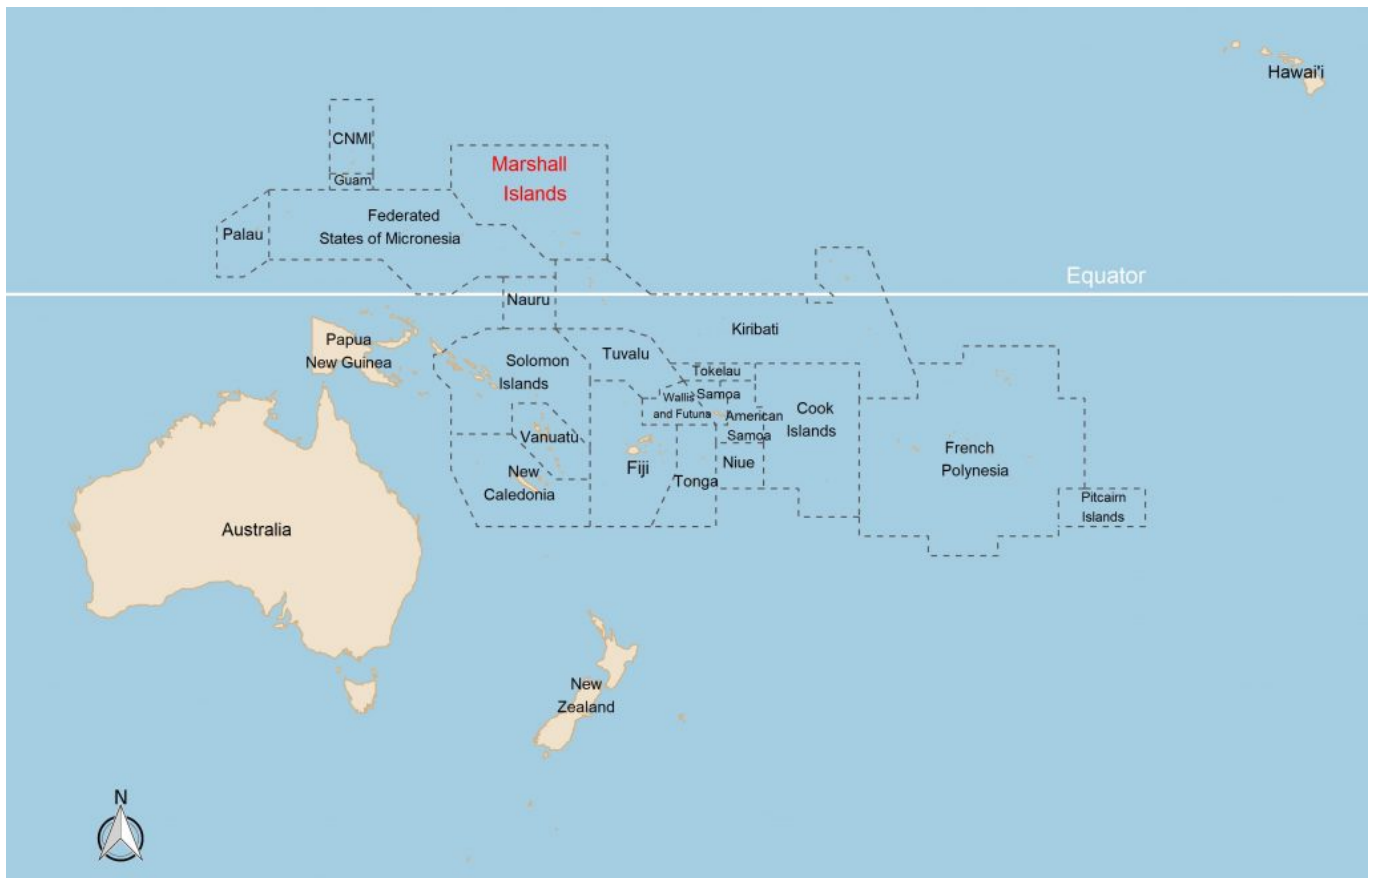 Hawai'i
CNMI
Guam
Marshall
Islands
Palau
Federated
States of Micronesia
Equator
Nauru
Kiribati
Papua
New Guinea
Solomon
Islands
Tuvalu
Tokelau
Wallis
and Futuna
Samoa
American
Samoa
Cook
Islands
Vanuatu
Fiji
Niue
Tonga
New
Caledonia
French
Polynesia
Pitcairn
Islands
Australia
New
Zealand
N